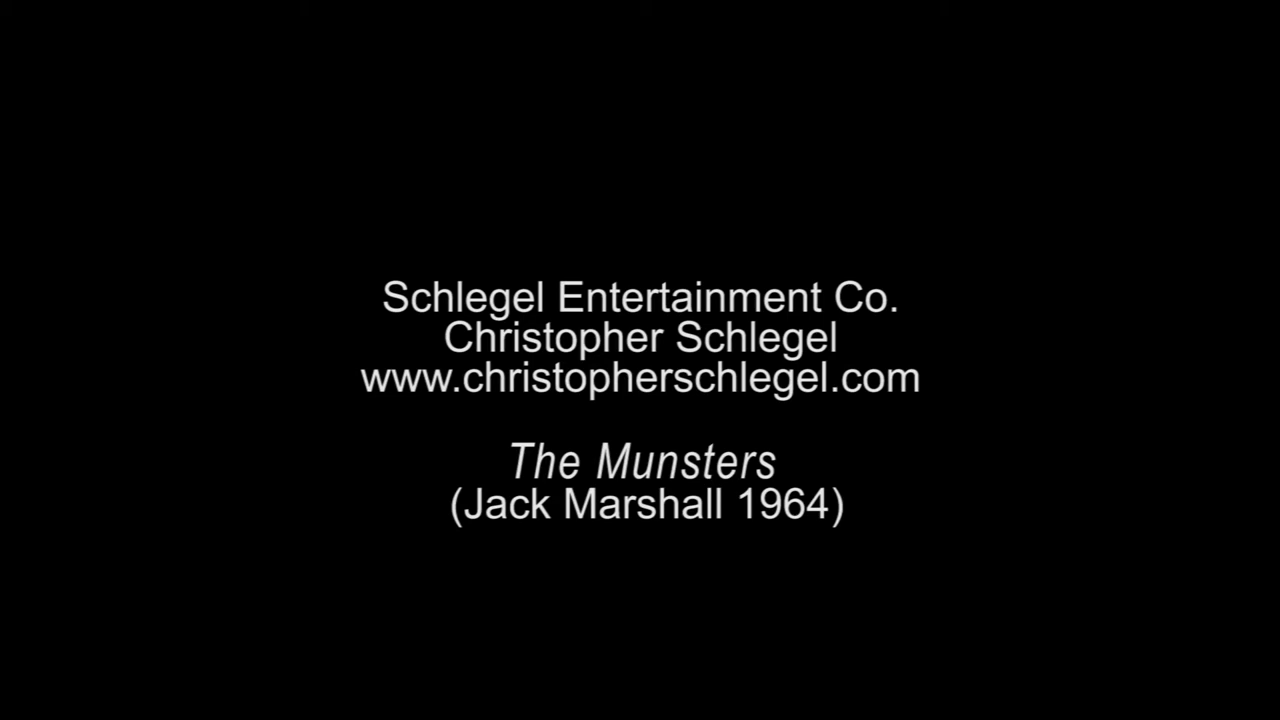 Schlegel Entertainment Co.
Christopher Schlegel
www.christopherschlegel.com
The Munsters
(Jack Marshall 1964)